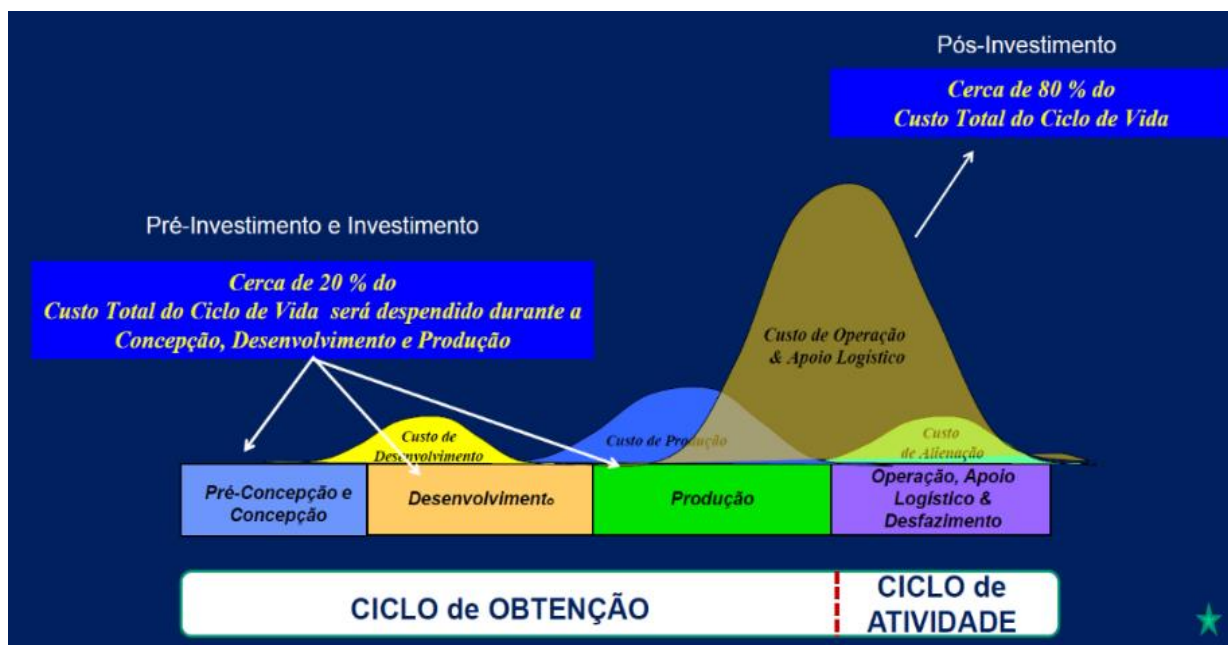 Pós-Investimento
Cerca de 80 % do
Custo Total do Ciclo de Vida
Pré-Investimento e Investimento
Cerca de 20 % do
Custo Total do Ciclo de Vida será despendido durante a
Concepção, Desenvolvimento e Produção
Custo de Operação
& Apoio Logístico
Custo de
Desenvolvimento
Custo de Produção
Custo
de Alienação
Pré-Concepção e
Concepção
Desenvolvimento
Produção
Operação, Apoio
Logístico &
Desfazimento
CICLO de OBTENÇÃO
CICLO de
ATIVIDADE